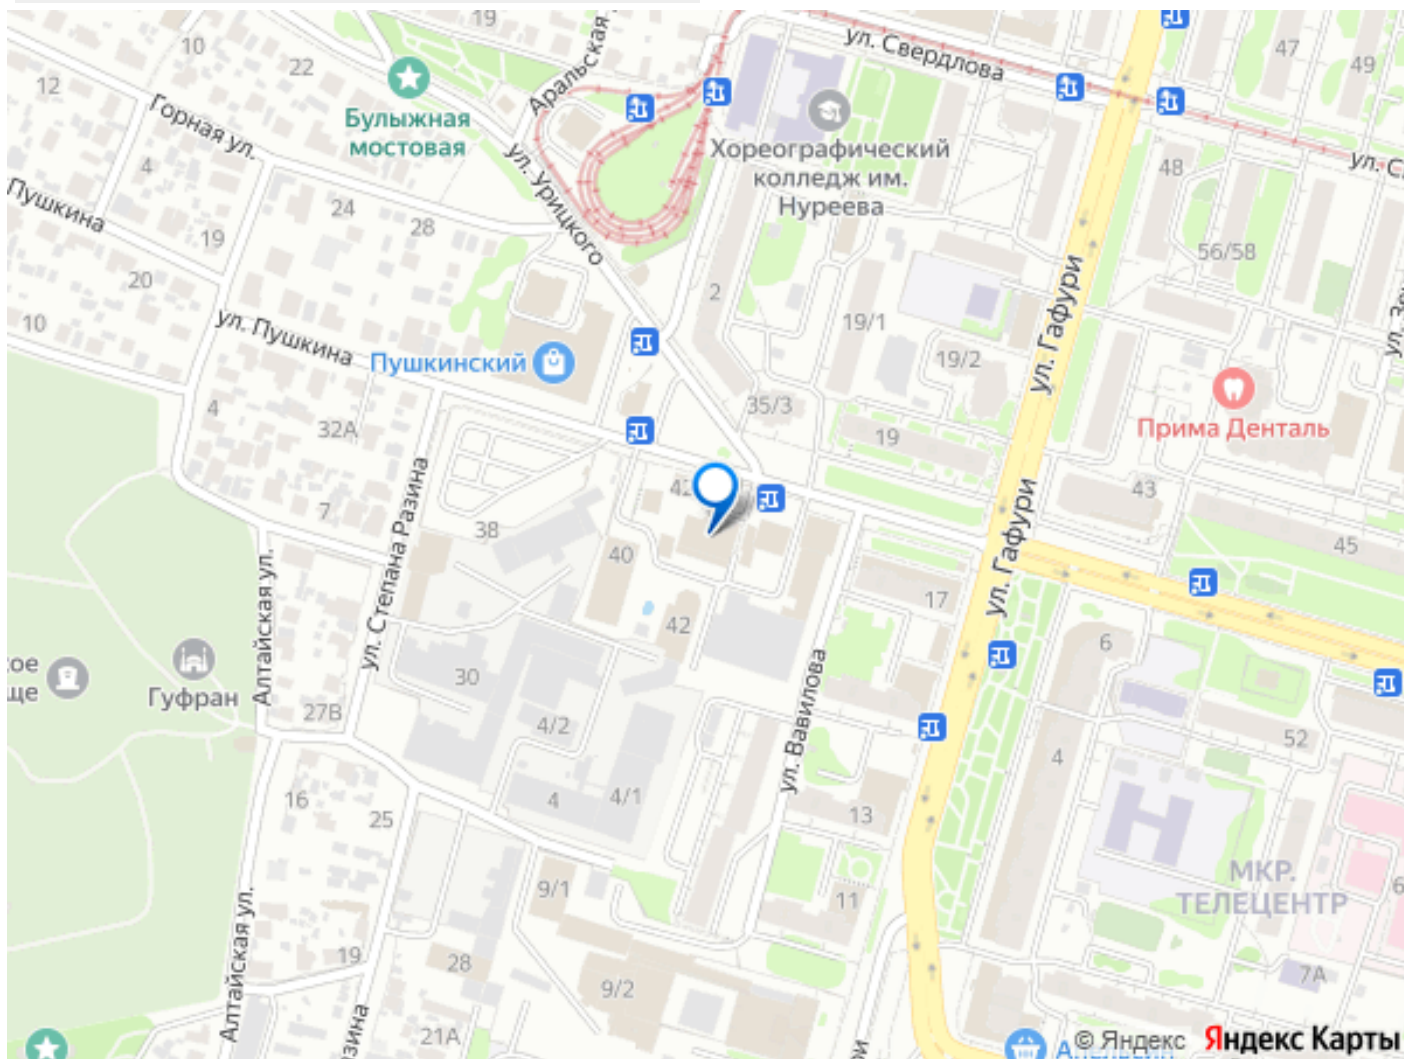 19
10
22
12
Горная ул.
4
Аральская
Булыжная
мостовая
ул. Урицкого
Пушкина
24
28
19
20
10
ул. Пушкина
Пушкинский
ул. Свердлова
47
49
Хореографический
колледж им.
Нуреева
48
56/58
2
19/1
19/2
ул. Гафури
Прима Денталь
35/3
19
4
32А
7
38
40
42
43
45
ул. Степана Разина
Алтайская ул.
ул. Гафури
17
6
Гуфран
ое
ще
27В
30
4/2
4
4/1
ул. Вавилова
52
4
16
25
13
МКР.
ТЕЛЕЦЕНТР
9/1
11
Алтайская ул.
19
28
9/2
7А
21А
© Яндекс
Яндекс Карты